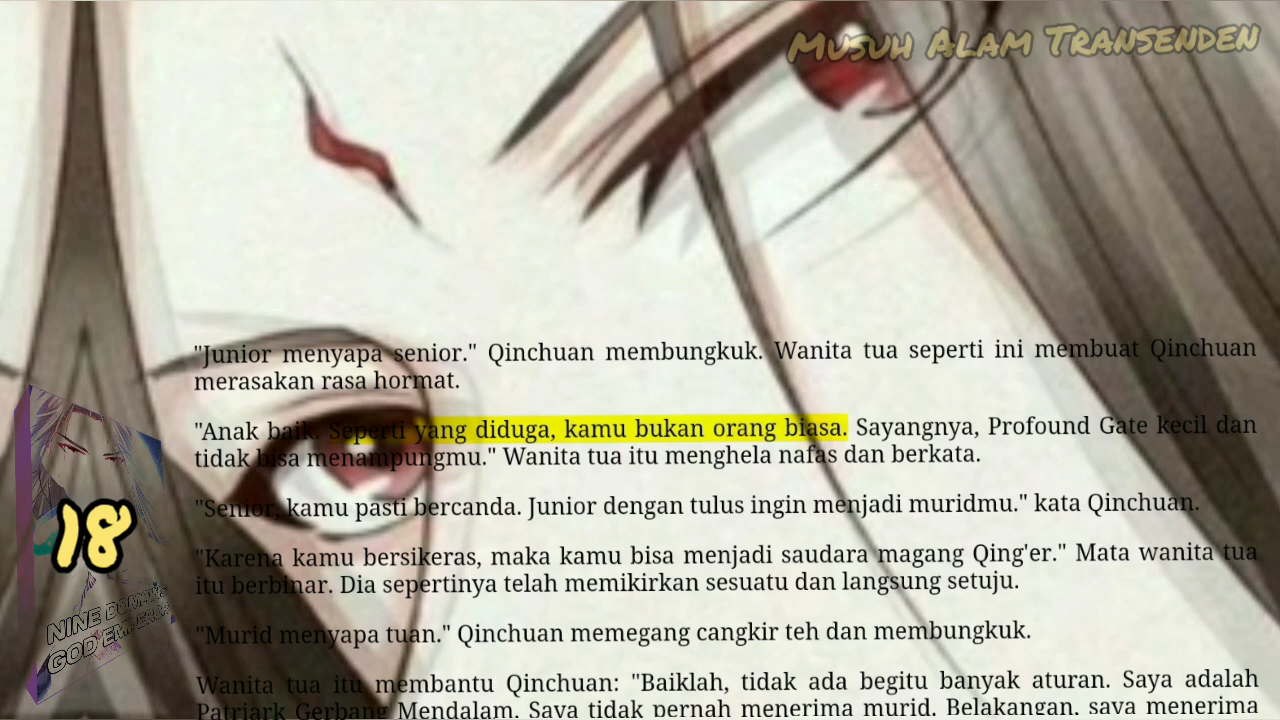 Musuh Alam Transenden
"Junior menyapa senior." Qinchuan membungkuk. Wanita tua seperti ini membuat Qinchuan
merasakan rasa hormat.
"Anak baik. Seperti yang diduga, kamu bukan orang biasa. Sayangnya, Profound Gate kecil dan
tidak bisa menampungmu." Wanita tua itu menghela nafas dan berkata.
"Senior, kamu pasti bercanda. Junior dengan tulus ingin menjadi muridmu." kata Qinchuan.
"Karena kamu bersikeras, maka kamu bisa menjadi saudara magang Qing'er." Mata wanita tua
itu berbinar. Dia sepertinya telah memikirkan sesuatu dan langsung setuju.
"Murid menyapa tuan." Qinchuan memegang cangkir teh dan membungkuk.
Wanita tua itu membantu Qinchuan: "Baiklah, tidak ada begitu banyak aturan. Saya adalah
Patriark Gerbang Mendalam. Saya tidak pernah menerima murid. Belakangan, saya menerima
18
NINE DOMAINS
GOD EMPEROR